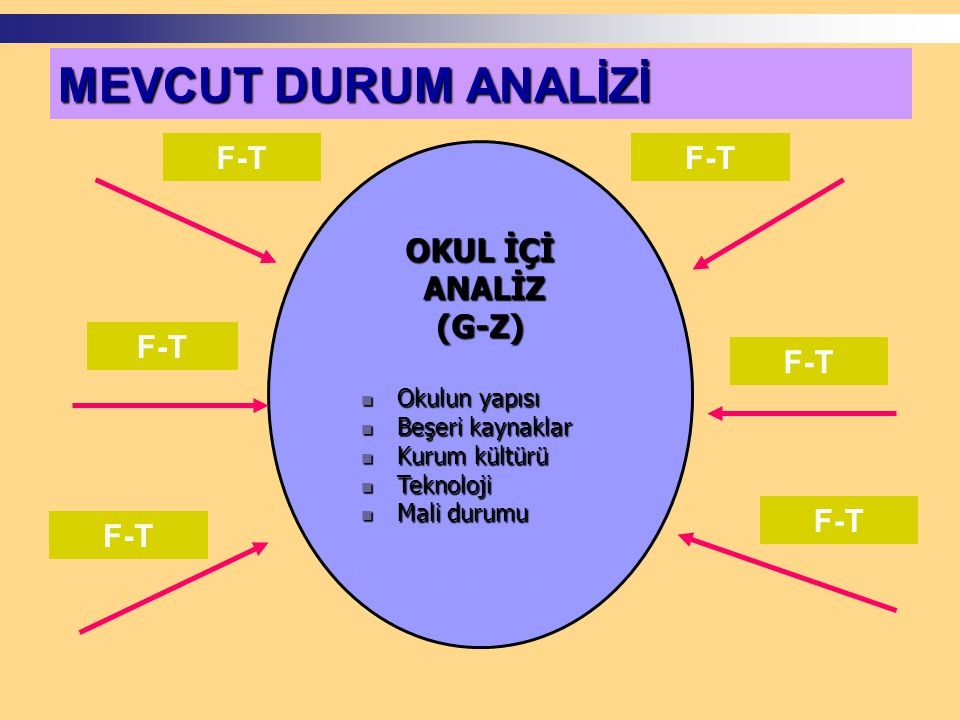 MEVCUT DURUM ANALİZİ
F-T
F-T
OKUL İÇİ
ANALİZ
(G-Z)
F-T
F-T
Okulun yapısı
Beşeri kaynaklar
Kurum kültürü
Teknoloji
Mali durumu
F-T
F-T